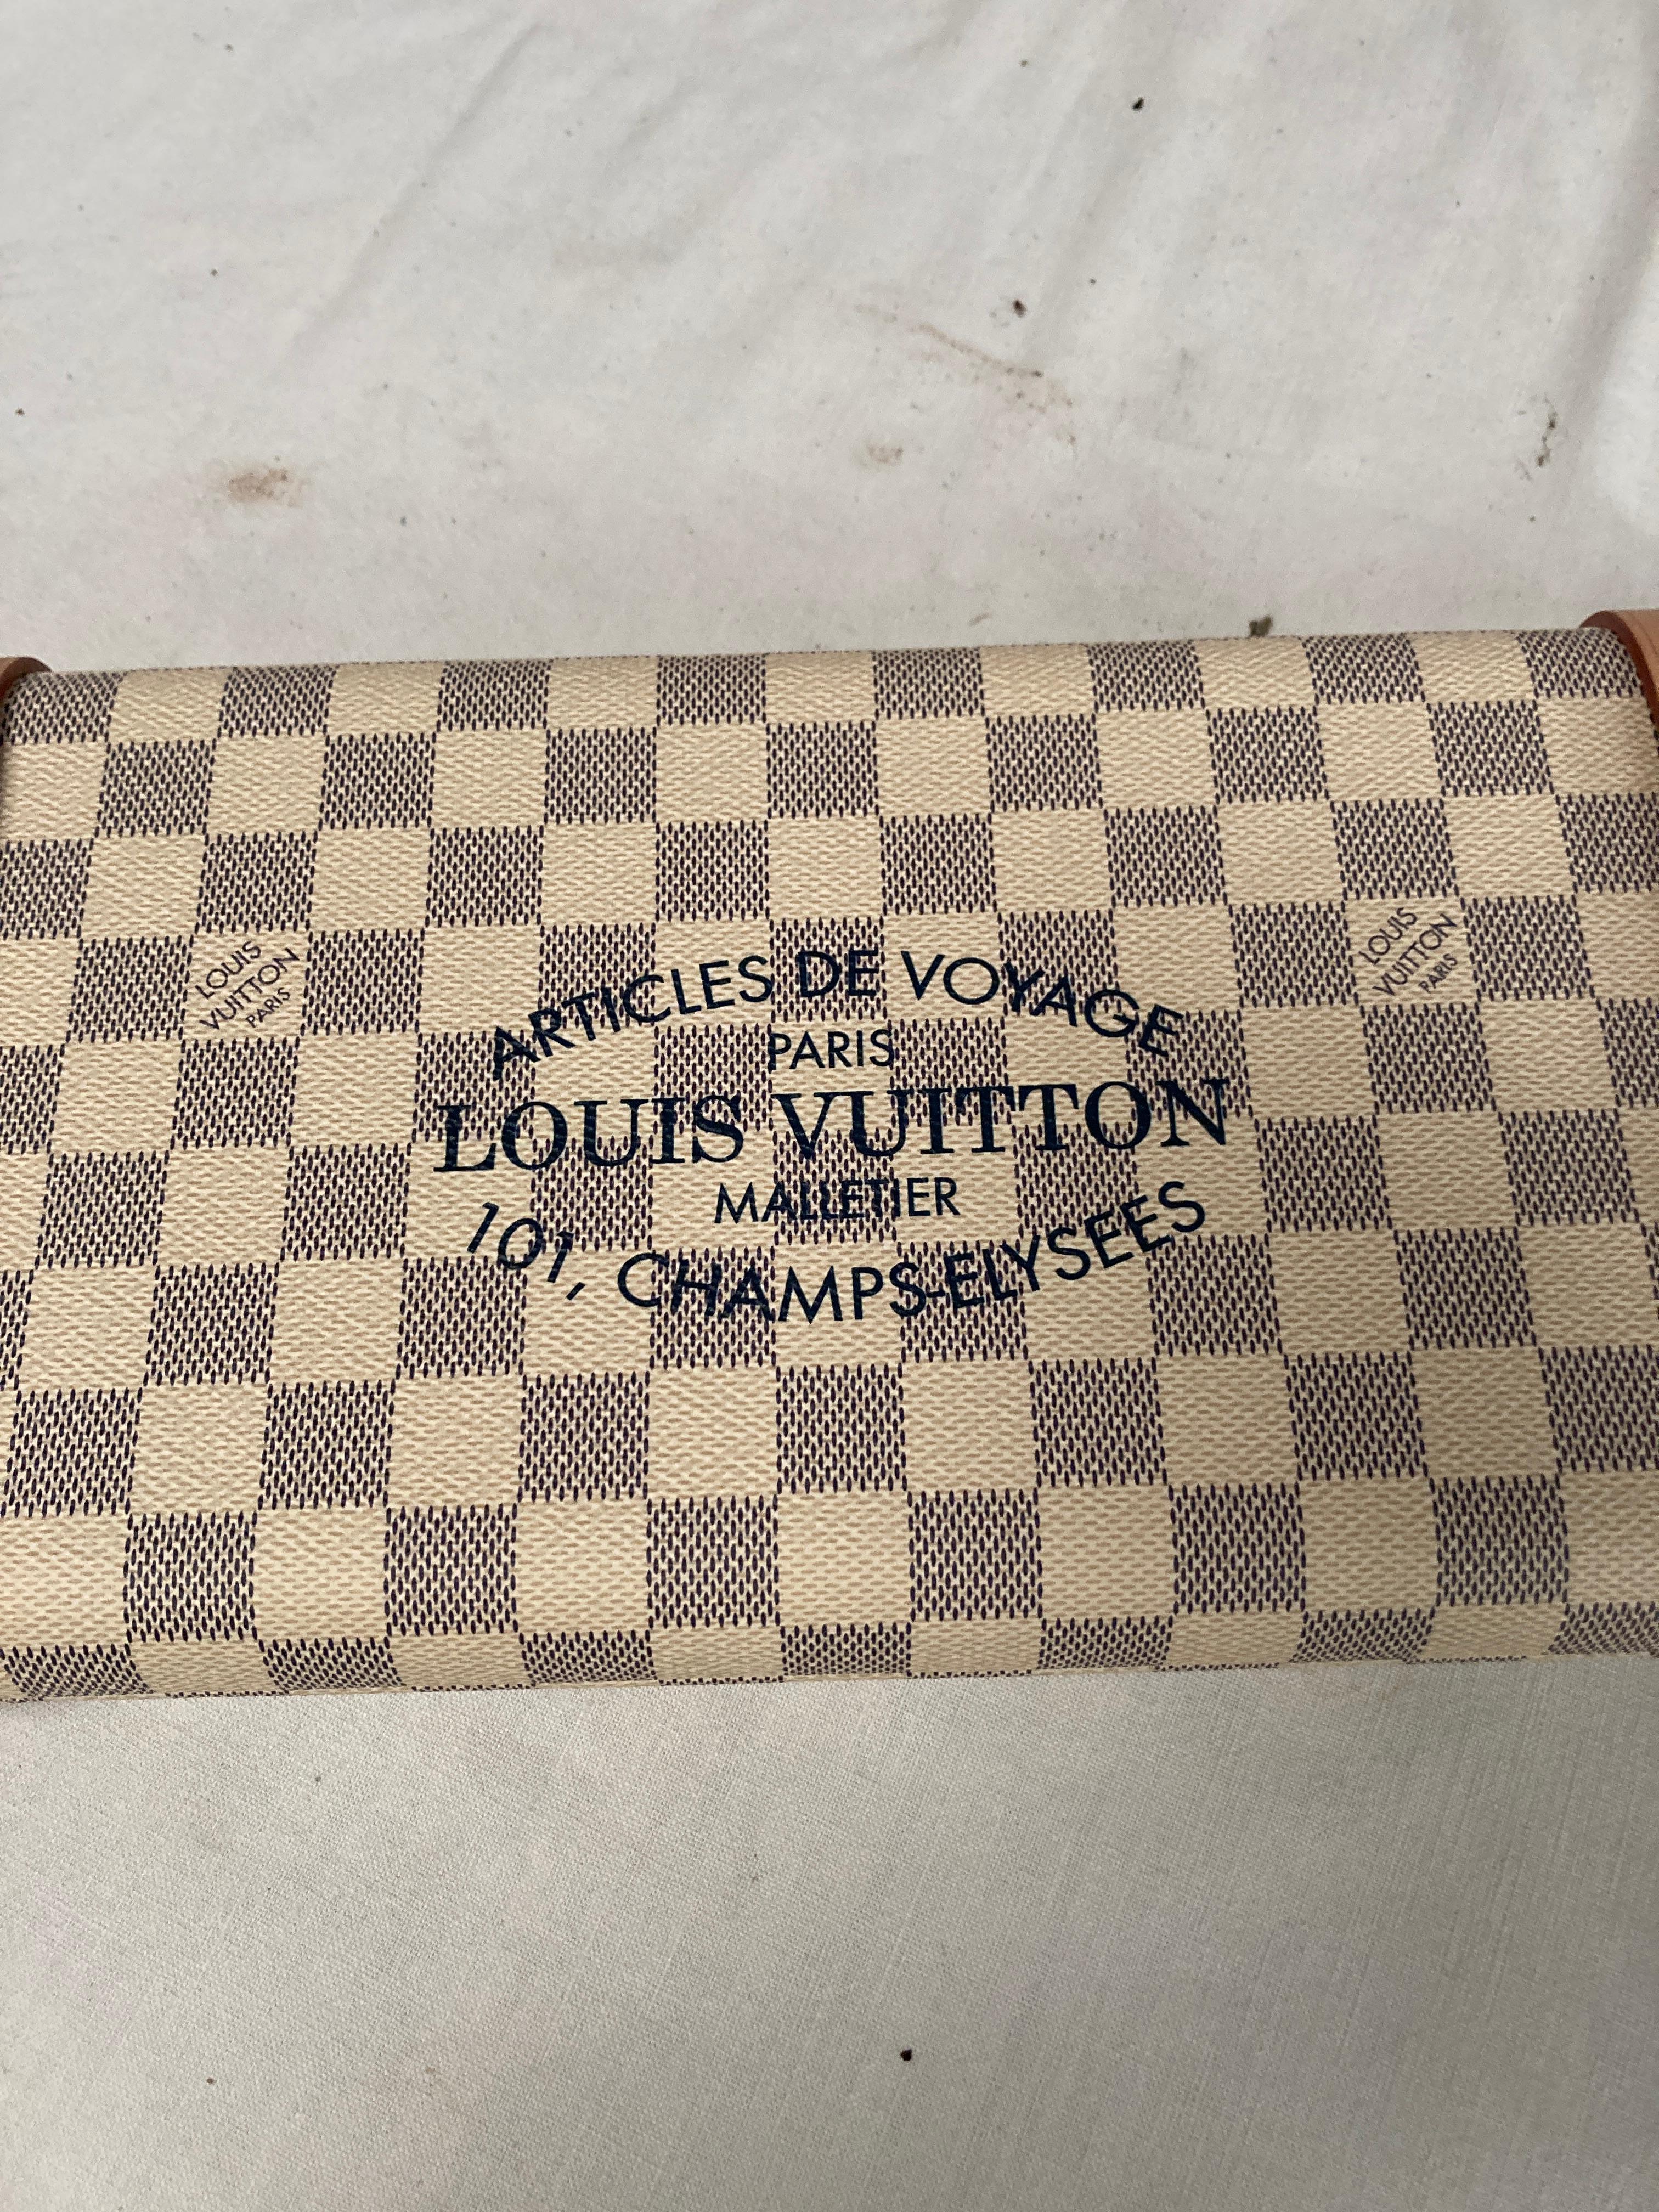 ARTICLES DE VOYAGE
PARIS
LOUIS VUITTON
MALLETIER
101, CHAMPS-ELYSEES
LOUIS
VUITTON
PARIS
LOUIS
VUITTON
PARIS